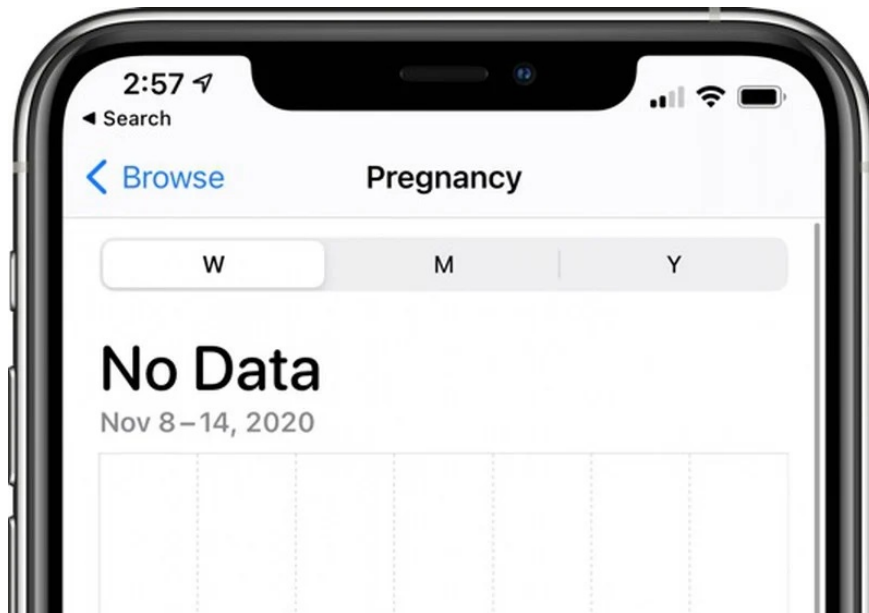 2:57
Search
Browse
Pregnancy
W M Y
No Data
Nov 8–14, 2020